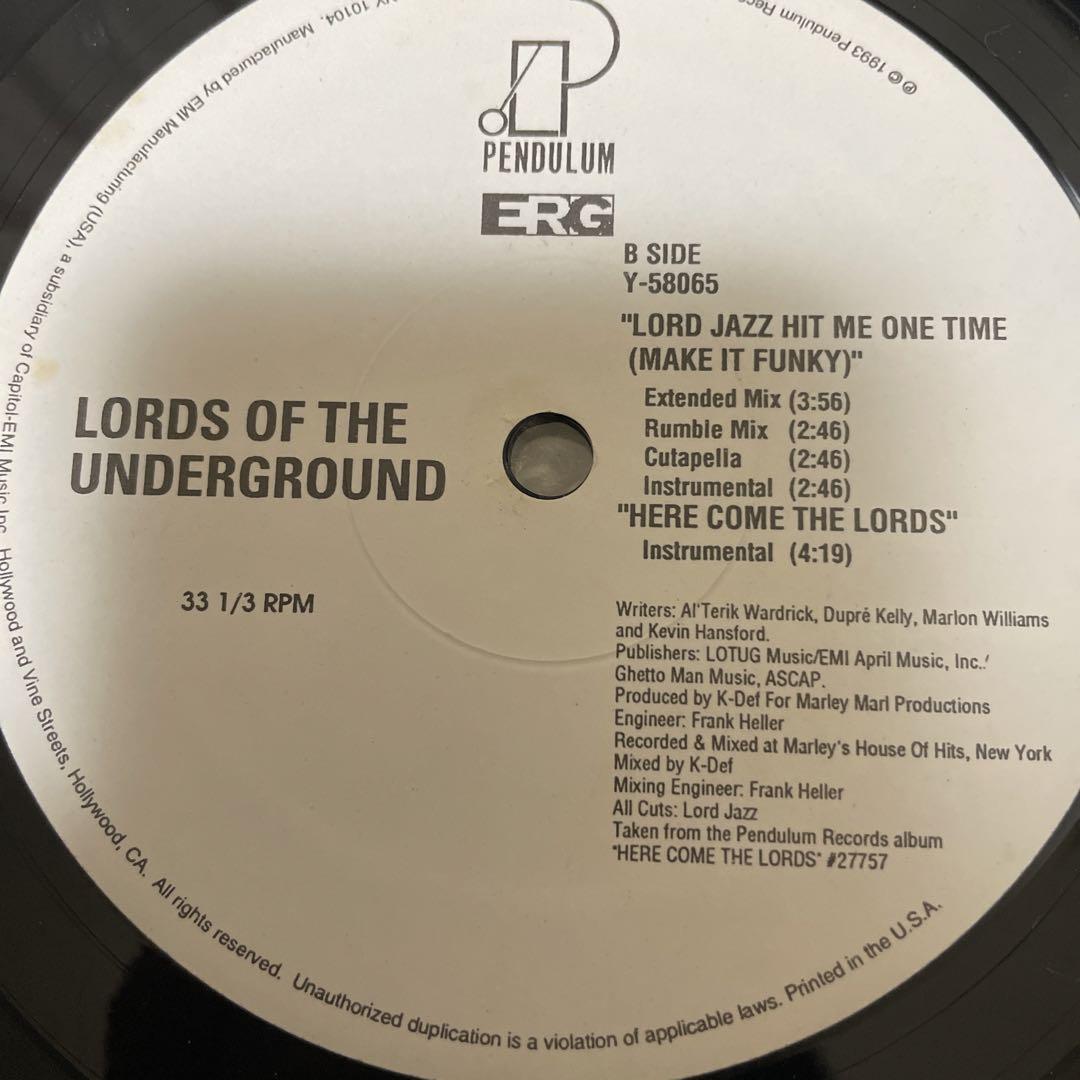 PENDULUM
ERG
B SIDE
Y-58065
"LORD JAZZ HIT ME ONE TIME
(MAKE IT FUNKY)"
Extended Mix (3:56)
Rumble Mix (2:46)
Cutapella (2:46)
Instrumental (2:46)
"HERE COME THE LORDS"
Instrumental (4:19)
LORDS OF THE
UNDERGROUND
33 1/3 RPM
Writers: Al'Terik Wardrick, Dupré Kelly, Marlon Williams
and Kevin Hansford.
Publishers: LOTUG Music/EMI April Music, Inc./
Ghetto Man Music, ASCAP.
Produced by K-Def For Marley Marl Productions
Engineer: Frank Heller
Recorded & Mixed at Marley's House Of Hits, New York
Mixed by K-Def
Mixing Engineer: Frank Heller
All Cuts: Lord Jazz
Taken from the Pendulum Records album
"HERE COME THE LORDS" #27757
℗© 1993 Pendulum
10104. Manufactured by EMI Manufacturing (USA), a subsidiary of Capitol-EMI Music Inc. Hollywood and Vine Streets, Hollywood, CA. All rights reserved. Unauthorized duplication is a violation of applicable laws. Printed in the U.S.A.